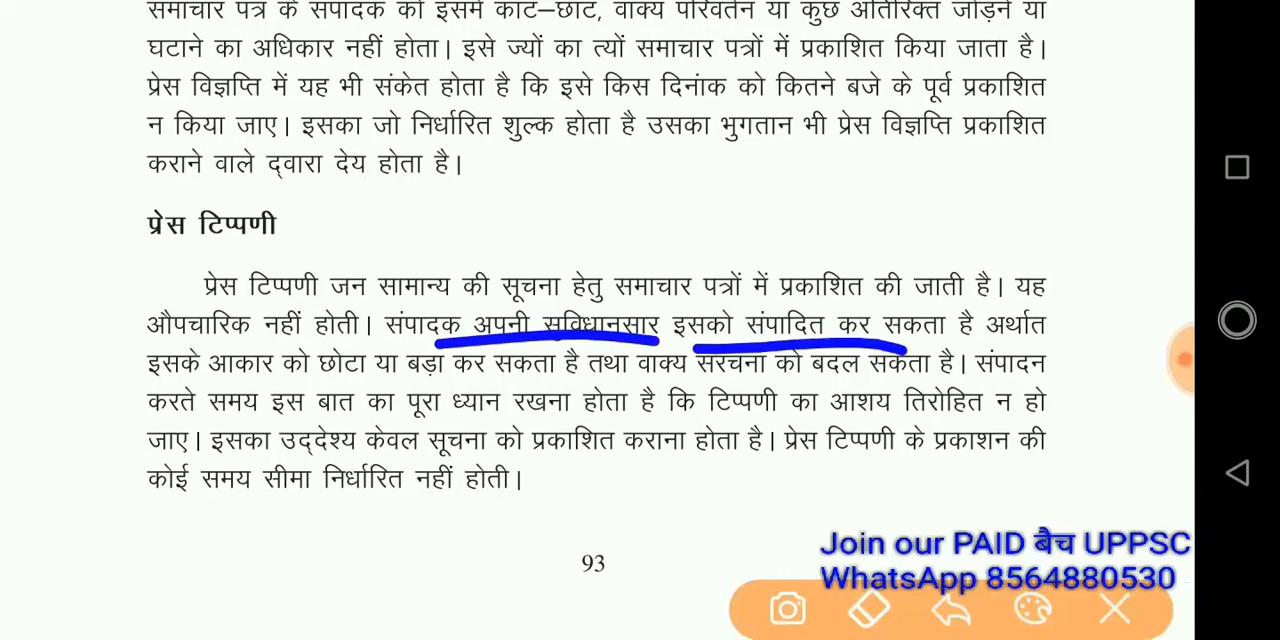 समाचार पत्र के संपादक को इसमें काट–छाँट, वाक्य परिवर्तन या कुछ अतिरिक्त जोड़ने या
घटाने का अधिकार नहीं होता। इसे ज्यों का त्यों समाचार पत्रों में प्रकाशित किया जाता है।
प्रेस विज्ञप्ति में यह भी संकेत होता है कि इसे किस दिनांक को कितने बजे के पूर्व प्रकाशित
न किया जाए। इसका जो निर्धारित शुल्क होता है उसका भुगतान भी प्रेस विज्ञप्ति प्रकाशित
कराने वाले द्वारा देय होता है।
प्रेस टिप्पणी
प्रेस टिप्पणी जन सामान्य की सूचना हेतु समाचार पत्रों में प्रकाशित की जाती है। यह
औपचारिक नहीं होती। संपादक अपनी सुविधानुसार इसको संपादित कर सकता है अर्थात
इसके आकार को छोटा या बड़ा कर सकता है तथा वाक्य संरचना को बदल सकता है। संपादन
करते समय इस बात का पूरा ध्यान रखना होता है कि टिप्पणी का आशय तिरोहित न हो
जाए। इसका उद्देश्य केवल सूचना को प्रकाशित कराना होता है। प्रेस टिप्पणी के प्रकाशन की
कोई समय सीमा निर्धारित नहीं होती।
93
Join our PAID बैच UPPSC
WhatsApp 8564880530